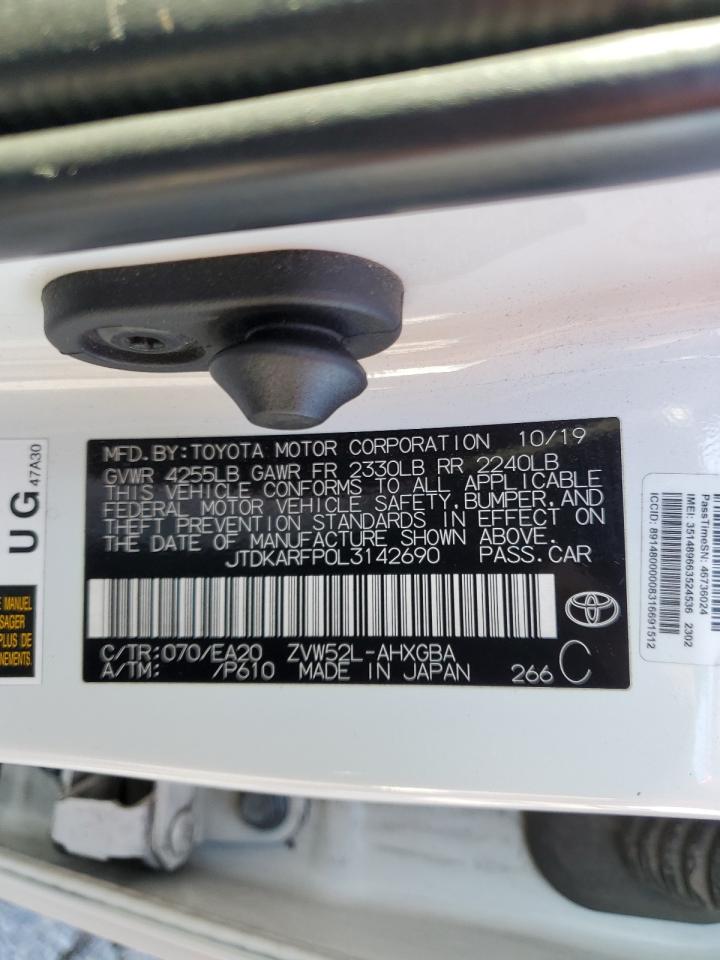 MFD.BY:TOYOTA MOTOR CORPORATION 10/19
GVWR 4255LB GAWR FR 2330LB RR 2240LB
THIS VEHICLE CONFORMS TO ALL APPLICABLE
FEDERAL MOTOR VEHICLE SAFETY,BUMPER,AND
THEFT PREVENTION STANDARDS IN EFFECT ON
THE DATE OF MANUFACTURE SHOWN ABOVE.
JTDKARFP0L3142690 PASS.CAR
C/TR:070/EA20 ZVW52L-AHXGBA
A/TM: /P610 MADE IN JAPAN 266 C
UG 47A30
MANUEL
PLUS DE
PassTimeSN: 46736024
IMEI: 351489663524536 2302
ICCID: 89148000008316691512